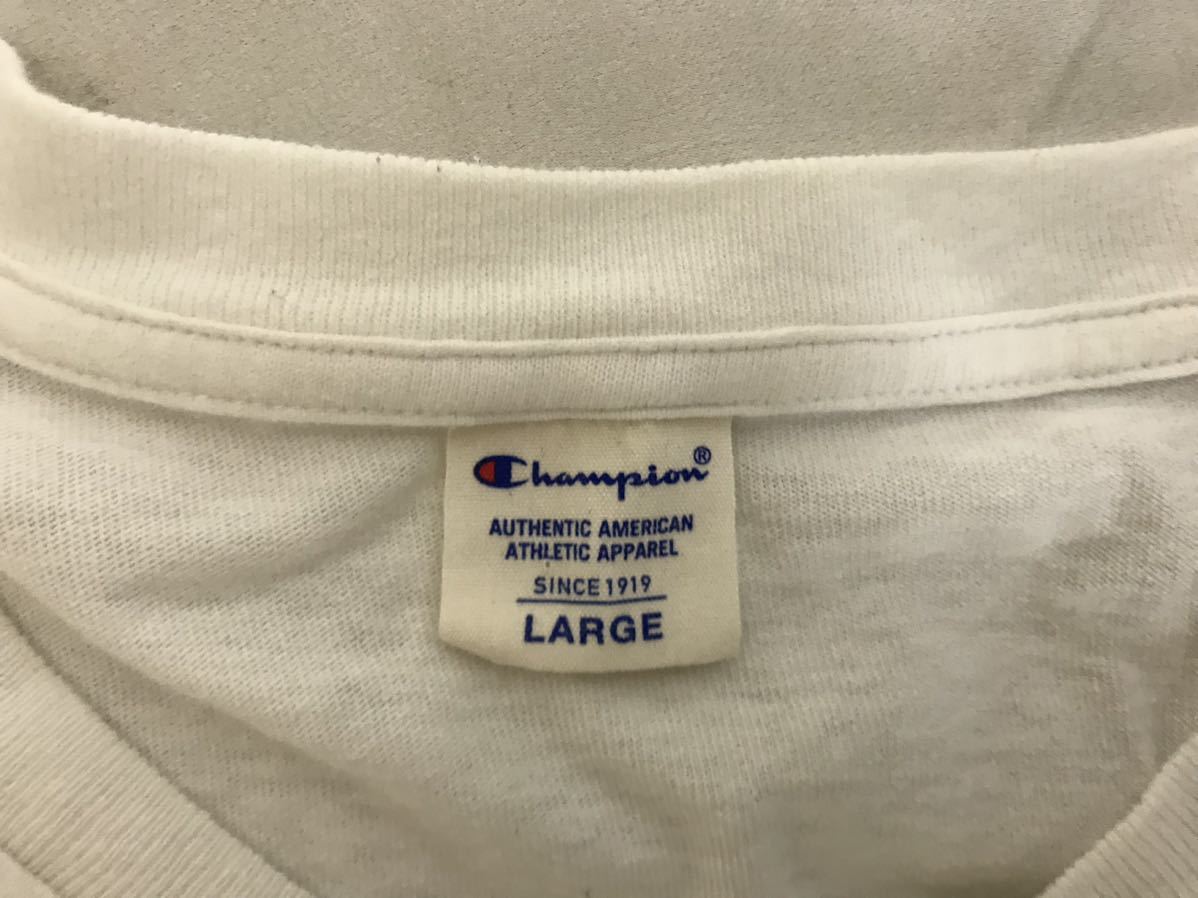 Champion®
AUTHENTIC AMERICAN
ATHLETIC APPAREL
SINCE 1919
LARGE